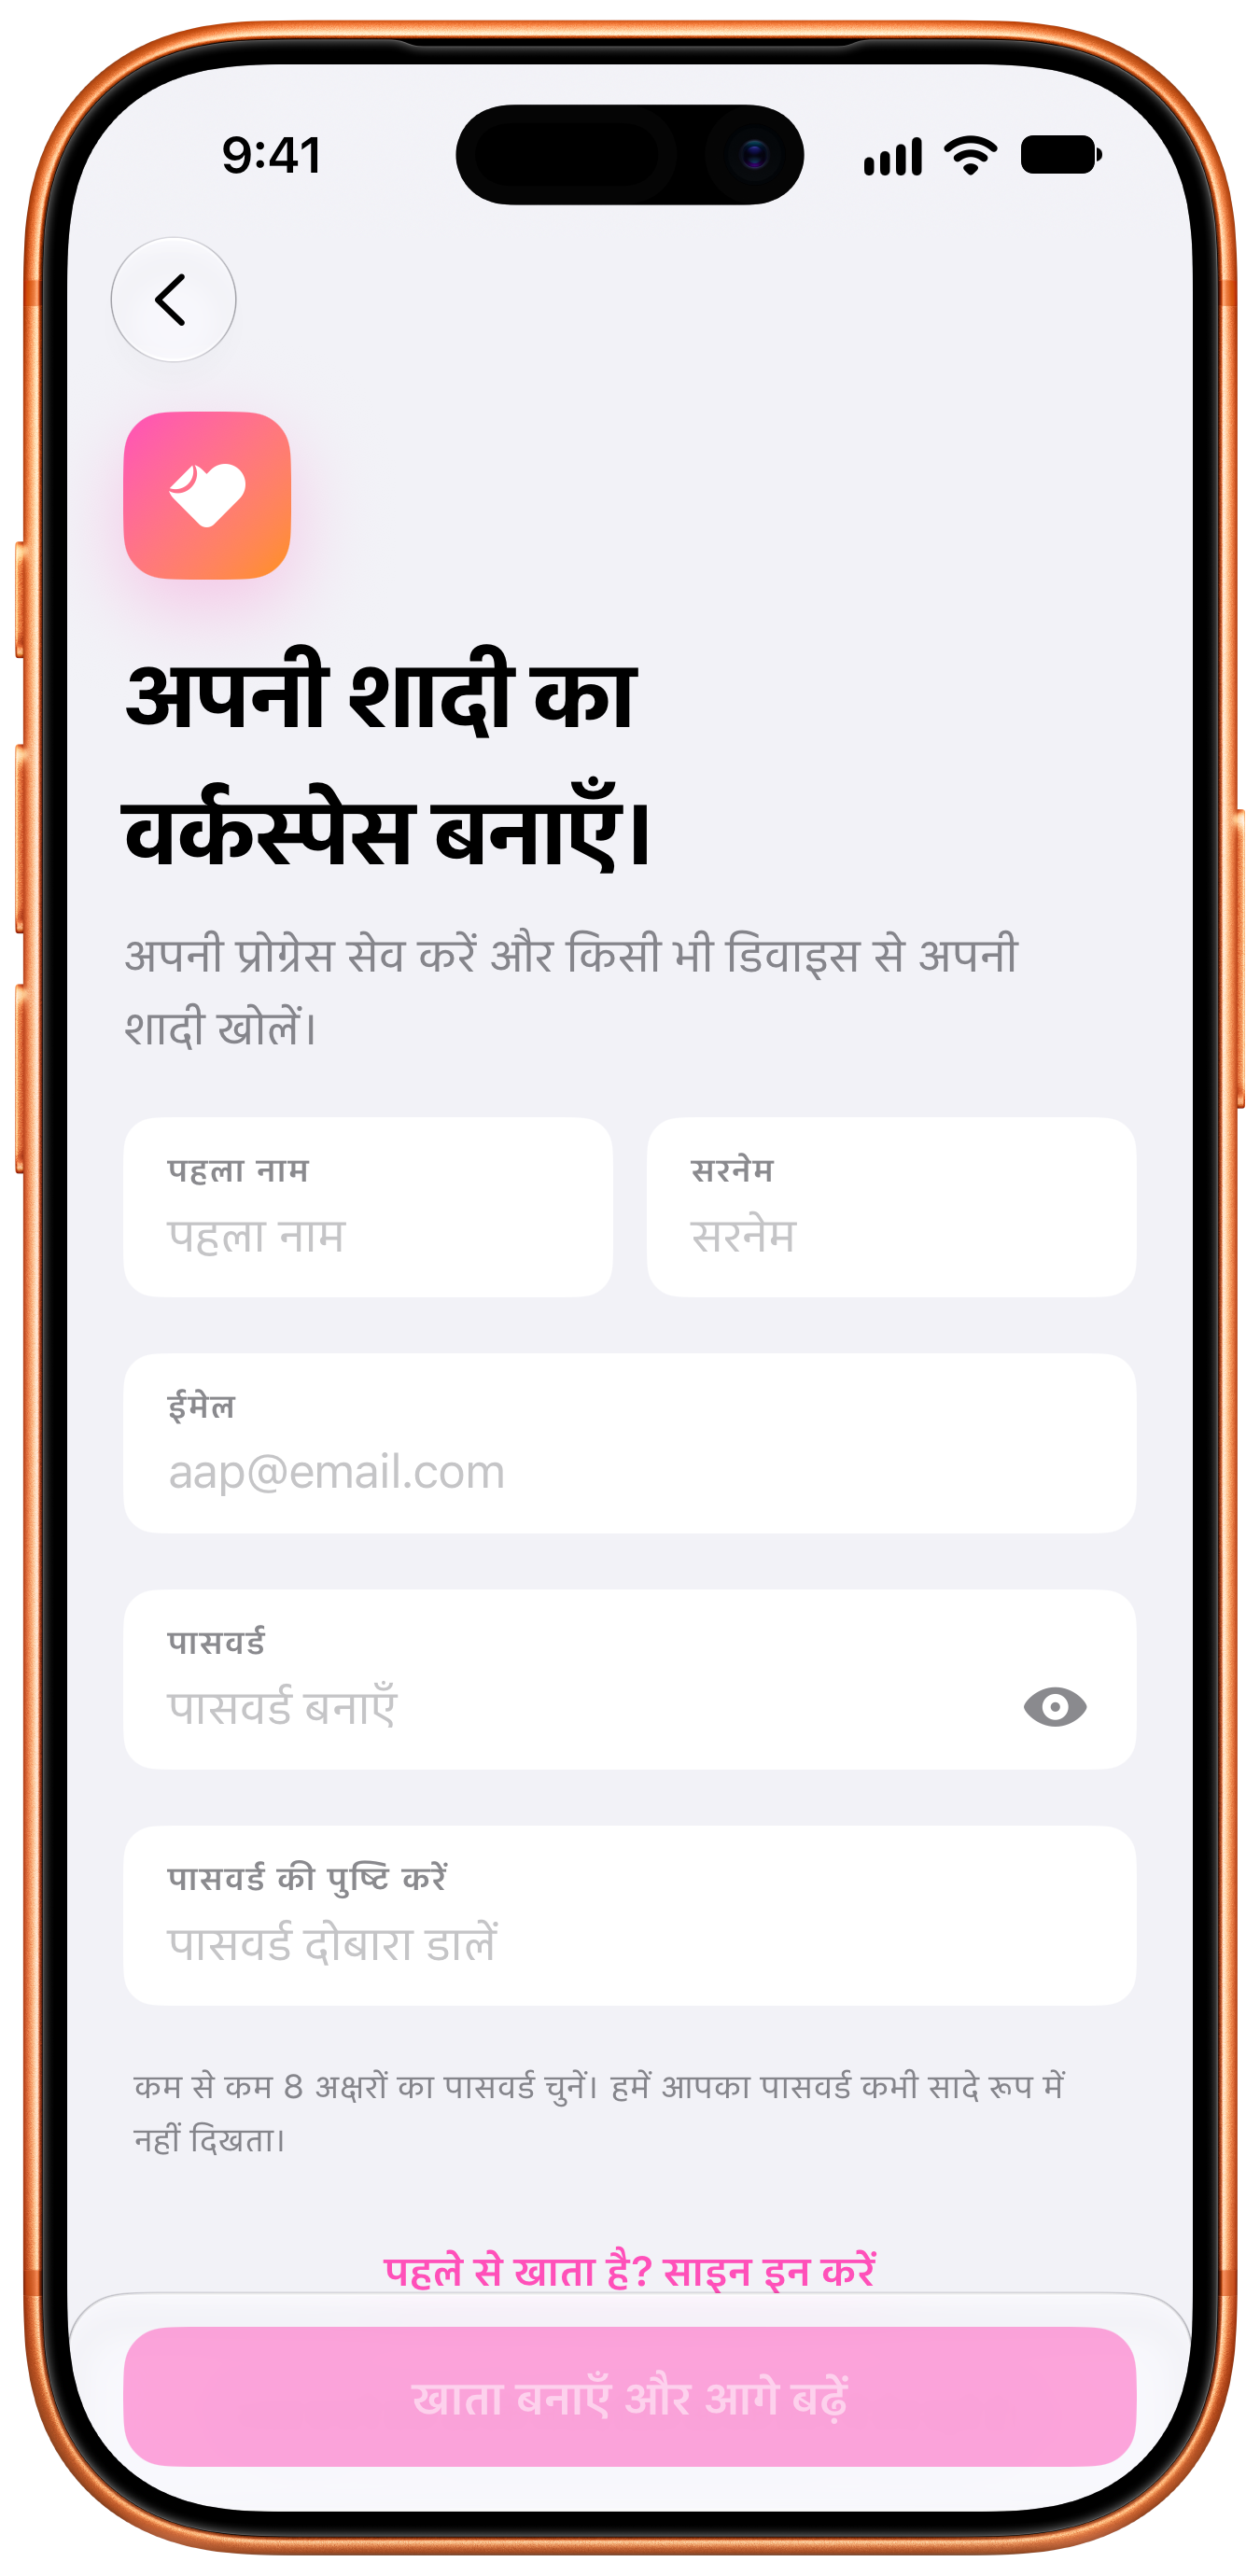 9:41
अपनी शादी का
वर्कस्पेस बनाएँ।
अपनी प्रोग्रेस सेव करें और किसी भी डिवाइस से अपनी
शादी खोलें।
पहला नाम
पहला नाम
सरनेम
सरनेम
ईमेल
aap@email.com
पासवर्ड
पासवर्ड बनाएँ
पासवर्ड की पुष्टि करें
पासवर्ड दोबारा डालें
कम से कम 8 अक्षरों का पासवर्ड चुनें। हमें आपका पासवर्ड कभी सादे रूप में
नहीं दिखता।
पहले से खाता है? साइन इन करें
खाता बनाएँ और आगे बढ़ें